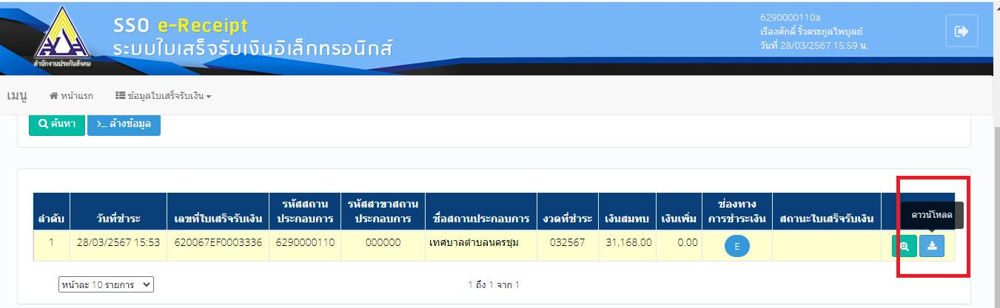 SSO e-Receipt
ระบบใบเสร็จรับเงินอิเล็กทรอนิกส์
สำนักงานประกันสังคม
6290000110a
เรืองศักดิ์ ริ้วตระกูลไพบูลย์
วันที่ 28/03/2567 15:59 น.
เมนู หน้าแรก ข้อมูลใบเสร็จรับเงิน
ค้นหา ล้างข้อมูล
ลำดับ วันที่ชำระ เลขที่ใบเสร็จรับเงิน รหัสสถานประกอบการ รหัสสาขาสถานประกอบการ ชื่อสถานประกอบการ งวดที่ชำระ เงินสมทบ เงินเพิ่ม ช่องทางการชำระเงิน สถานะใบเสร็จรับเงิน
ดาวน์โหลด
1 28/03/2567 15:53 620067EF0003336 6290000110 000000 เทศบาลตำบลนครชุม 032567 31,168.00 0.00 E
หน้าละ 10 รายการ 1 ถึง 1 จาก 1